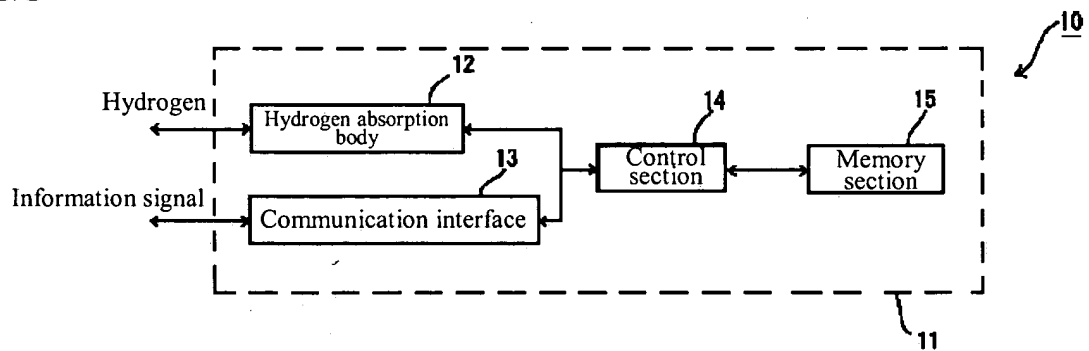 10
12
Hydrogen
Hydrogen absorption
body
14
15
Control
section
Memory
section
13
Information signal
Communication interface
11